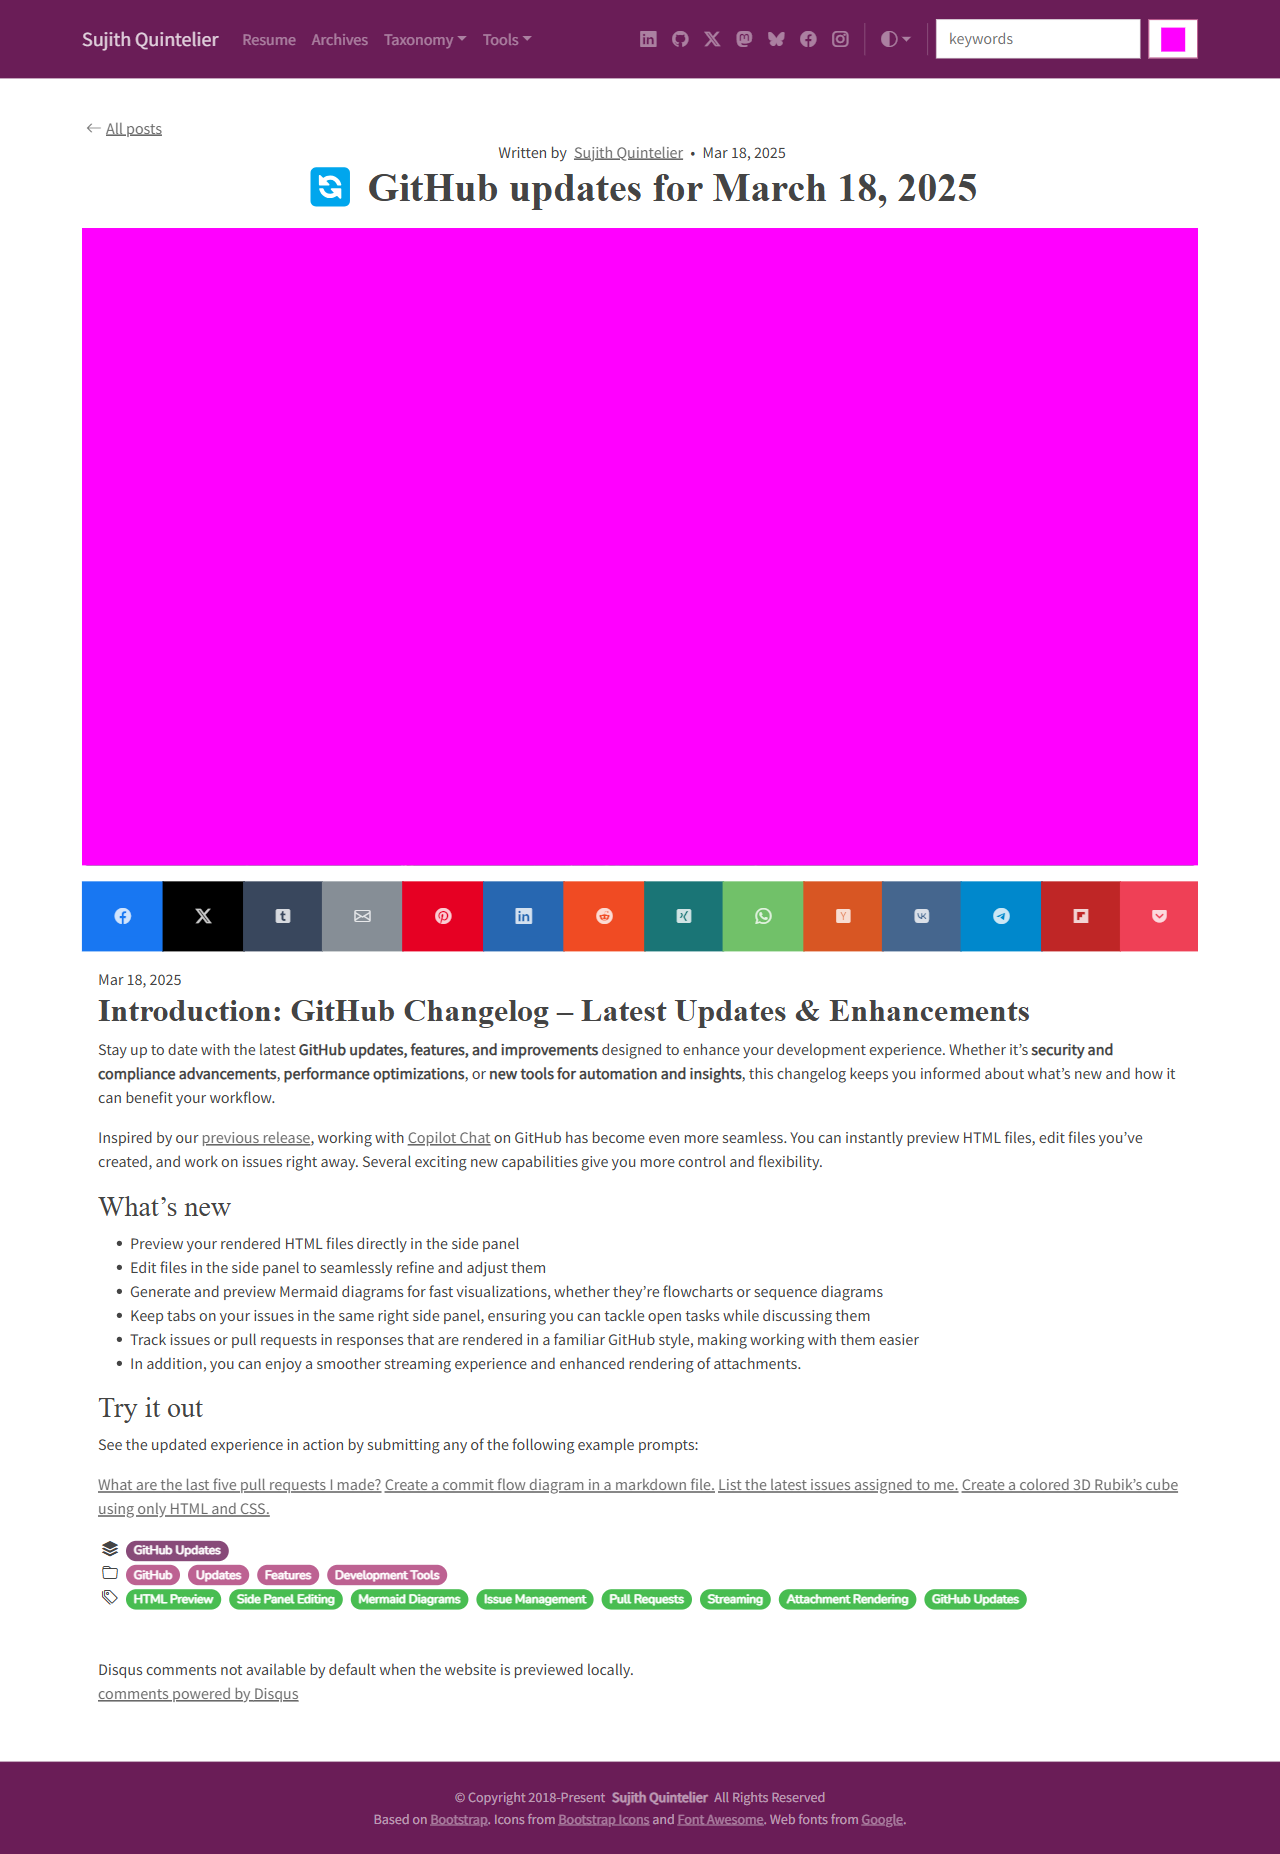 Sujith Quintelier Resume Archives Taxonomy Tools keywords
All posts
Written by Sujith Quintelier • Mar 18, 2025
GitHub updates for March 18, 2025
Mar 18, 2025
Introduction: GitHub Changelog – Latest Updates & Enhancements
Stay up to date with the latest GitHub updates, features, and improvements designed to enhance your development experience. Whether it’s security and
compliance advancements, performance optimizations, or new tools for automation and insights, this changelog keeps you informed about what’s new and how it
can benefit your workflow.
Inspired by our previous release, working with Copilot Chat on GitHub has become even more seamless. You can instantly preview HTML files, edit files you’ve
created, and work on issues right away. Several exciting new capabilities give you more control and flexibility.
What’s new
• Preview your rendered HTML files directly in the side panel
• Edit files in the side panel to seamlessly refine and adjust them
• Generate and preview Mermaid diagrams for fast visualizations, whether they’re flowcharts or sequence diagrams
• Keep tabs on your issues in the same right side panel, ensuring you can tackle open tasks while discussing them
• Track issues or pull requests in responses that are rendered in a familiar GitHub style, making working with them easier
• In addition, you can enjoy a smoother streaming experience and enhanced rendering of attachments.
Try it out
See the updated experience in action by submitting any of the following example prompts:
What are the last five pull requests I made? Create a commit flow diagram in a markdown file. List the latest issues assigned to me. Create a colored 3D Rubik’s cube
using only HTML and CSS.
GitHub Updates
GitHub Updates Features Development Tools
HTML Preview Side Panel Editing Mermaid Diagrams Issue Management Pull Requests Streaming Attachment Rendering GitHub Updates
Disqus comments not available by default when the website is previewed locally.
comments powered by Disqus
© Copyright 2018-Present Sujith Quintelier All Rights Reserved
Based on Bootstrap. Icons from Bootstrap Icons and Font Awesome. Web fonts from Google.